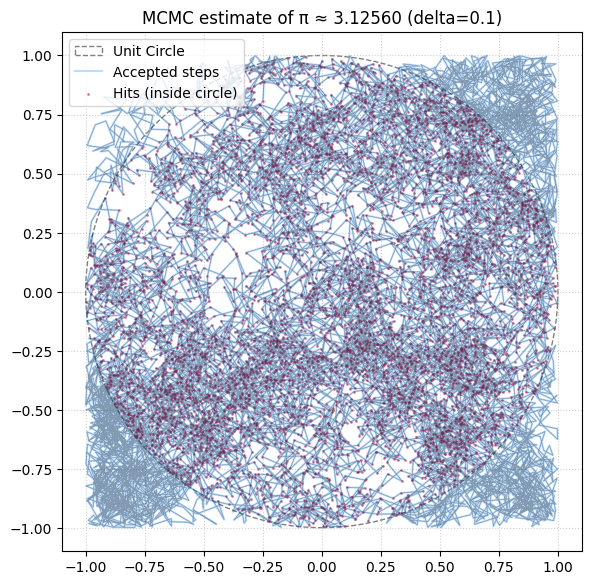 MCMC estimate of π ≈ 3.12560 (delta=0.1)
Unit Circle
Accepted steps
Hits (inside circle)
1.00
0.75
0.50
0.25
0.00
−0.25
−0.50
−0.75
−1.00
−1.00 −0.75 −0.50 −0.25 0.00 0.25 0.50 0.75 1.00